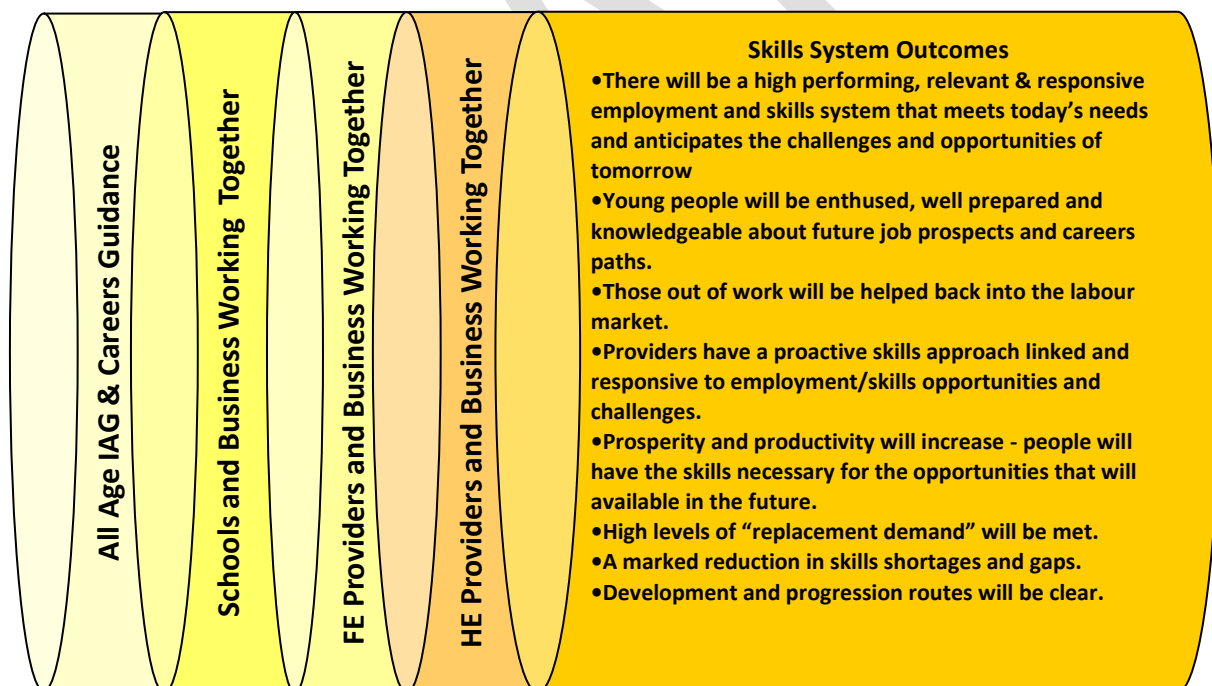 All Age IAG & Careers Guidance
Schools and Business Working Together
FE Providers and Business Working Together
HE Providers and Business Working Together
Skills System Outcomes
•There will be a high performing, relevant & responsive
employment and skills system that meets today’s needs
and anticipates the challenges and opportunities of
tomorrow
•Young people will be enthused, well prepared and
knowledgeable about future job prospects and careers
paths.
•Those out of work will be helped back into the labour
market.
•Providers have a proactive skills approach linked and
responsive to employment/skills opportunities and
challenges.
•Prosperity and productivity will increase - people will
have the skills necessary for the opportunities that will
available in the future.
•High levels of “replacement demand” will be met.
•A marked reduction in skills shortages and gaps.
•Development and progression routes will be clear.